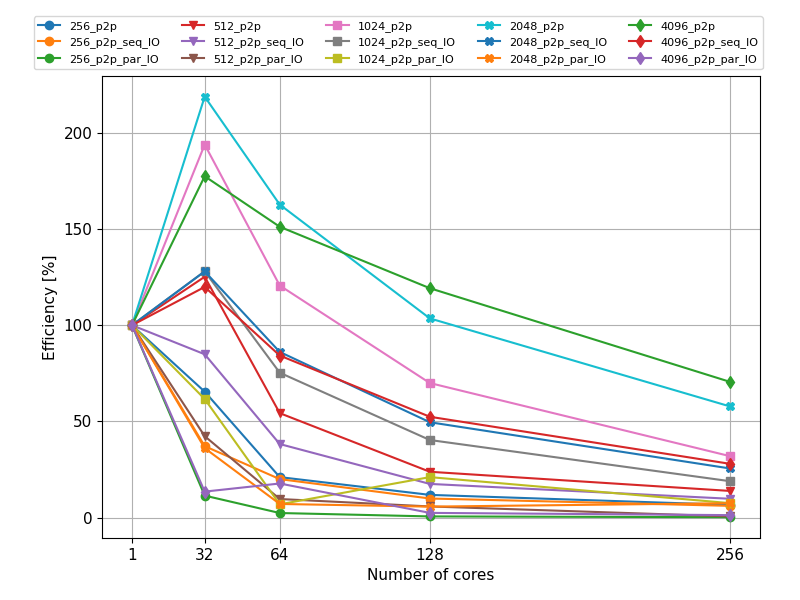 256_p2p 512_p2p 1024_p2p 2048_p2p 4096_p2p
256_p2p_seq_IO 512_p2p_seq_IO 1024_p2p_seq_IO 2048_p2p_seq_IO 4096_p2p_seq_IO
256_p2p_par_IO 512_p2p_par_IO 1024_p2p_par_IO 2048_p2p_par_IO 4096_p2p_par_IO
200
150
100
50
0
Efficiency [%]
1 32 64 128 256
Number of cores